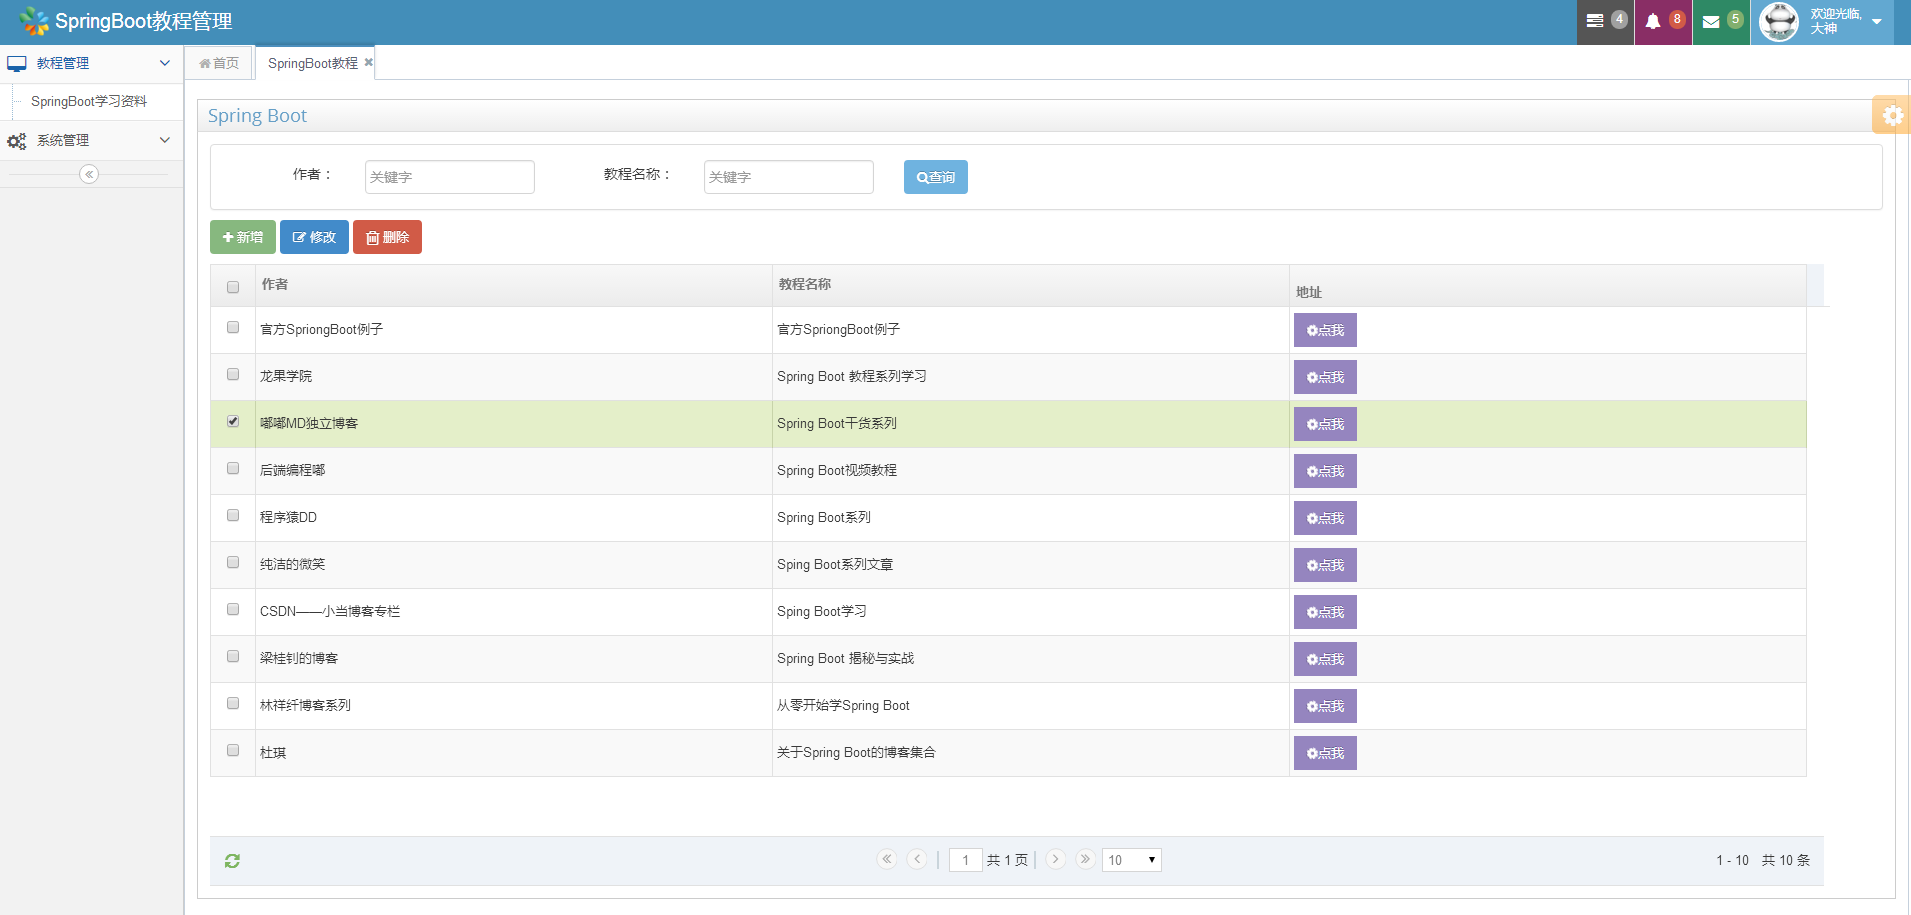 SpringBoot教程管理
4 8 5 欢迎光临,
大神
教程管理
SpringBoot学习资料
系统管理
首页 SpringBoot教程
Spring Boot
作者： 关键字 教程名称： 关键字 查询
新增 修改 删除
作者 教程名称 地址
官方SpriongBoot例子 官方SpriongBoot例子 点我
龙果学院 Spring Boot 教程系列学习 点我
嘟嘟MD独立博客 Spring Boot干货系列 点我
后端编程嘟 Spring Boot视频教程 点我
程序猿DD Spring Boot系列 点我
纯洁的微笑 Sping Boot系列文章 点我
CSDN——小当博客专栏 Sping Boot学习 点我
梁桂钊的博客 Spring Boot 揭秘与实战 点我
林祥纤博客系列 从零开始学Spring Boot 点我
杜琪 关于Spring Boot的博客集合 点我
1 共 1 页 10 1 - 10 共 10 条